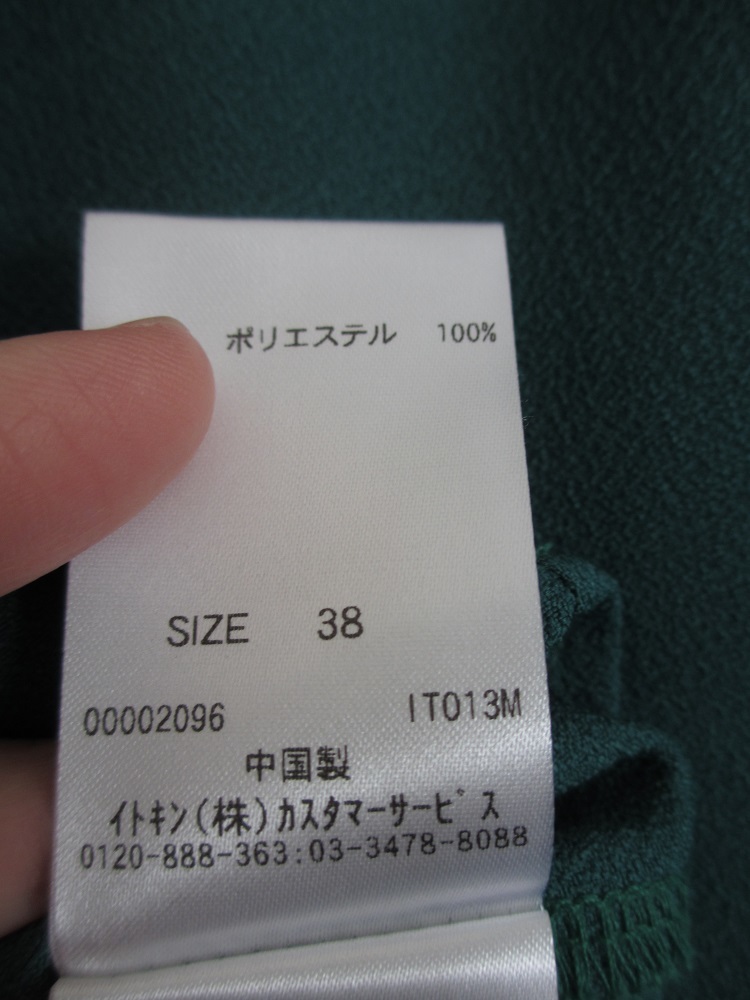 ポリエステル 100%
SIZE 38
00002096 IT013M
中国製
イトキン(株)カスタマーサービス
0120-888-363:03-3478-8088